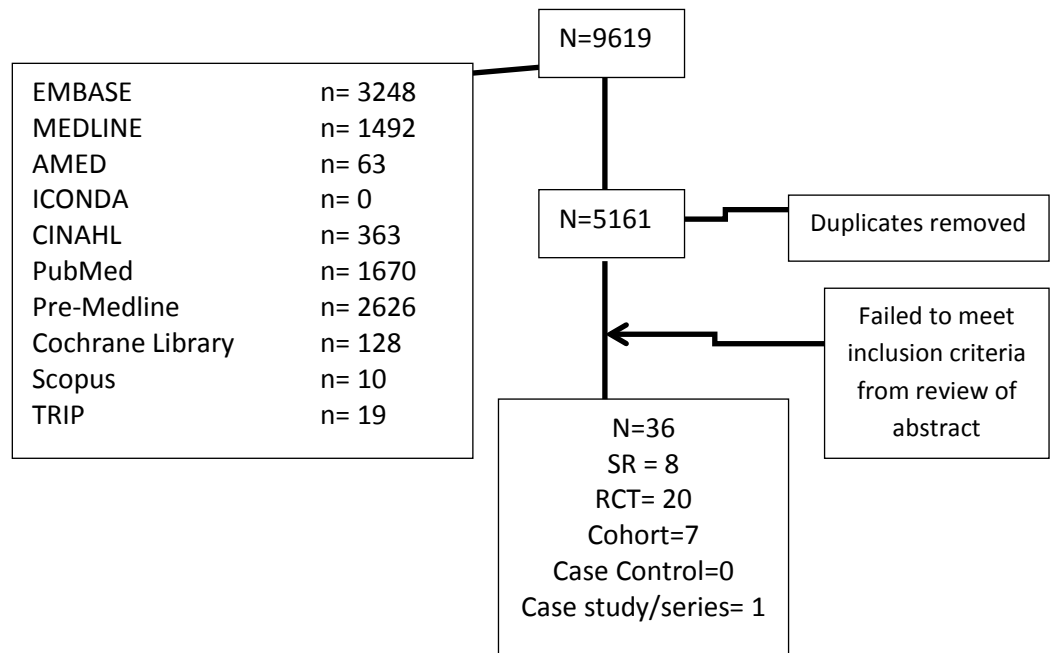 N=9619
EMBASE n= 3248
MEDLINE n= 1492
AMED n= 63
ICONDA n= 0
CINAHL n= 363
PubMed n= 1670
Pre-Medline n= 2626
Cochrane Library n= 128
Scopus n= 10
TRIP n= 19
N=5161
Duplicates removed
Failed to meet
inclusion criteria
from review of
abstract
N=36
SR = 8
RCT= 20
Cohort=7
Case Control=0
Case study/series= 1